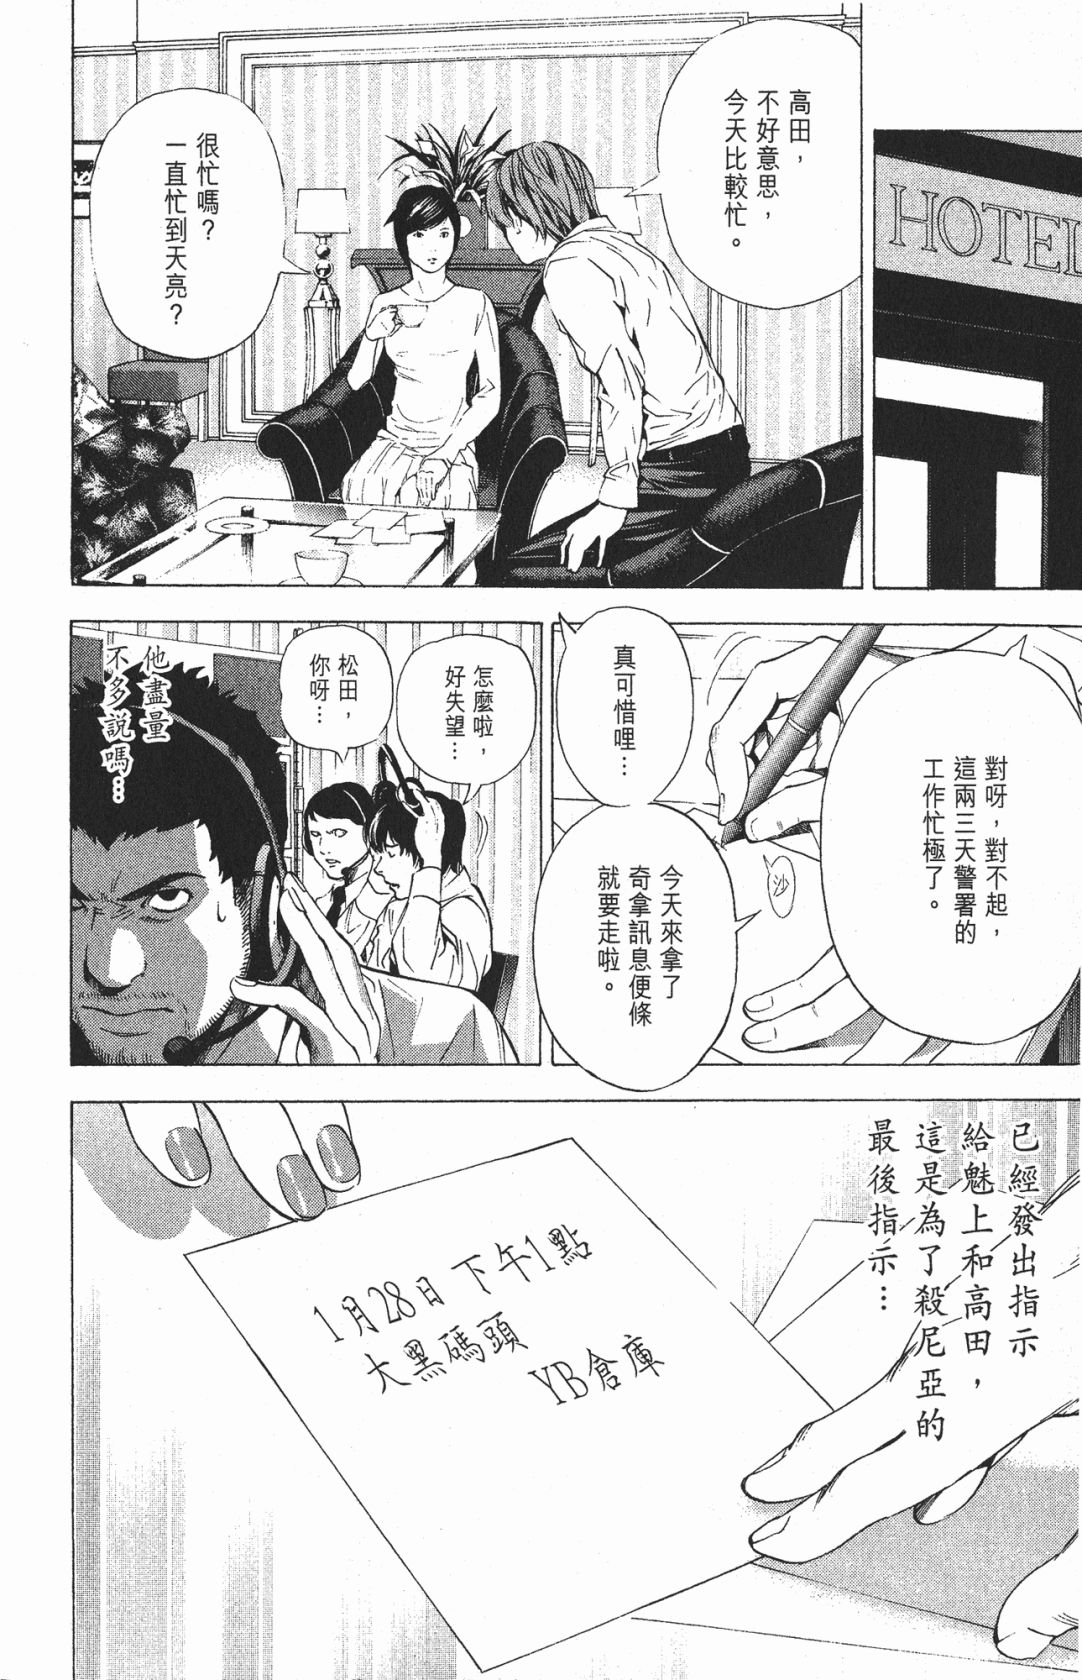 HOTEL
高田，
不好意思，
今天比較忙。
很忙嗎？
一直忙到天亮？
對呀，對不起，
這兩三天警署的
工作忙極了。
沙
真可惜哩…
今天來拿了
奇拿訊息便條
就要走啦。
怎麼啦，
好失望…
松田，
你呀…
他盡量
不多說嗎…
已經發出指示
給魅上和高田，
這是為了殺尼亞的
最後指示…
1月28日 下午1點
大黑碼頭
YB倉庫